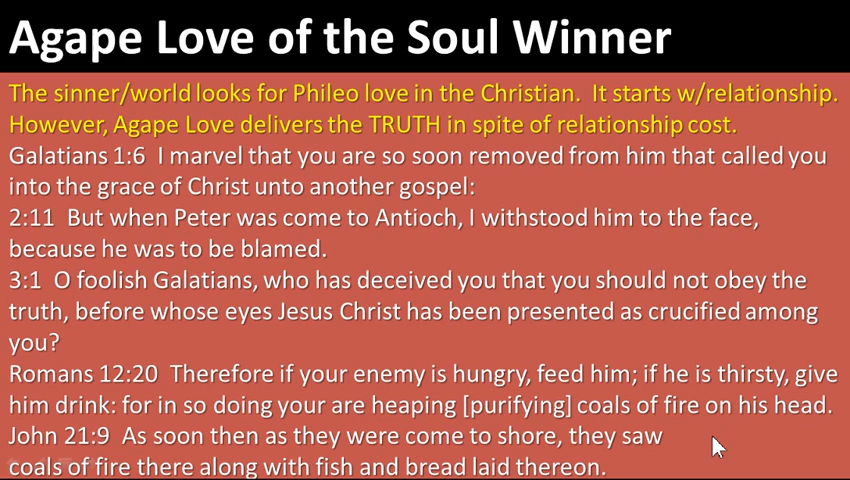 Agape Love of the Soul Winner
The sinner/world looks for Phileo love in the Christian. It starts w/relationship.
However, Agape Love delivers the TRUTH in spite of relationship cost.
Galatians 1:6 I marvel that you are so soon removed from him that called you
into the grace of Christ unto another gospel:
2:11 But when Peter was come to Antioch, I withstood him to the face,
because he was to be blamed.
3:1 O foolish Galatians, who has deceived you that you should not obey the
truth, before whose eyes Jesus Christ has been presented as crucified among
you?
Romans 12:20 Therefore if your enemy is hungry, feed him; if he is thirsty, give
him drink: for in so doing your are heaping [purifying] coals of fire on his head.
John 21:9 As soon then as they were come to shore, they saw
coals of fire there along with fish and bread laid thereon.